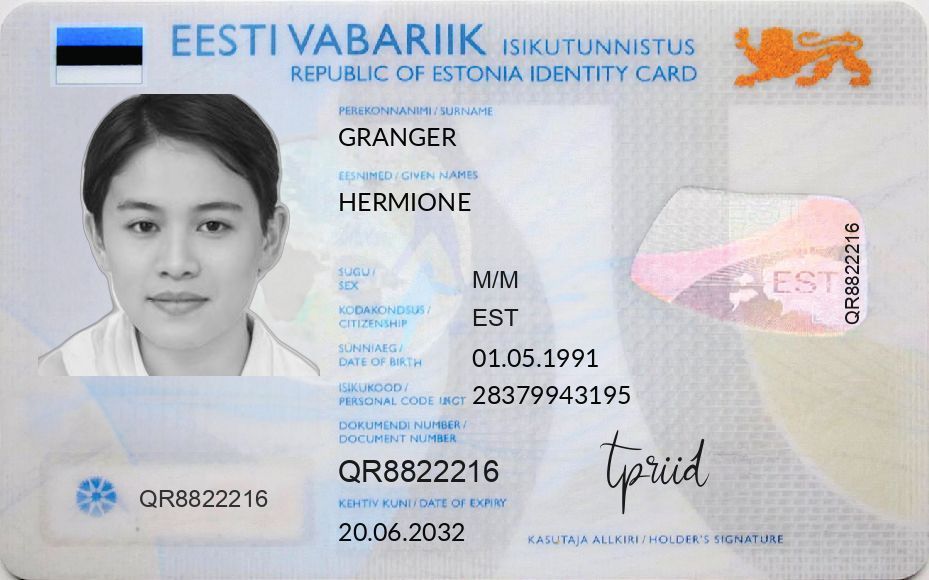 EESTI VABARIIK ISIKUTUNNISTUS
REPUBLIC OF ESTONIA IDENTITY CARD
PEREKONNANIMI / SURNAME
GRANGER
EESNIMED / GIVEN NAMES
HERMIONE
SUGU /
SEX
M/M
KODAKONDSUS /
CITIZENSHIP
EST
SÜNNIAEG /
DATE OF BIRTH
01.05.1991
ISIKUKOOD /
PERSONAL CODE
28379943195
DOKUMENDI NUMBER /
DOCUMENT NUMBER
QR8822216
KEHTIV KUNI / DATE OF EXPIRY
20.06.2032
QR8822216
EST
QR8822216
tpriid
KASUTAJA ALLKIRI / HOLDER'S SIGNATURE